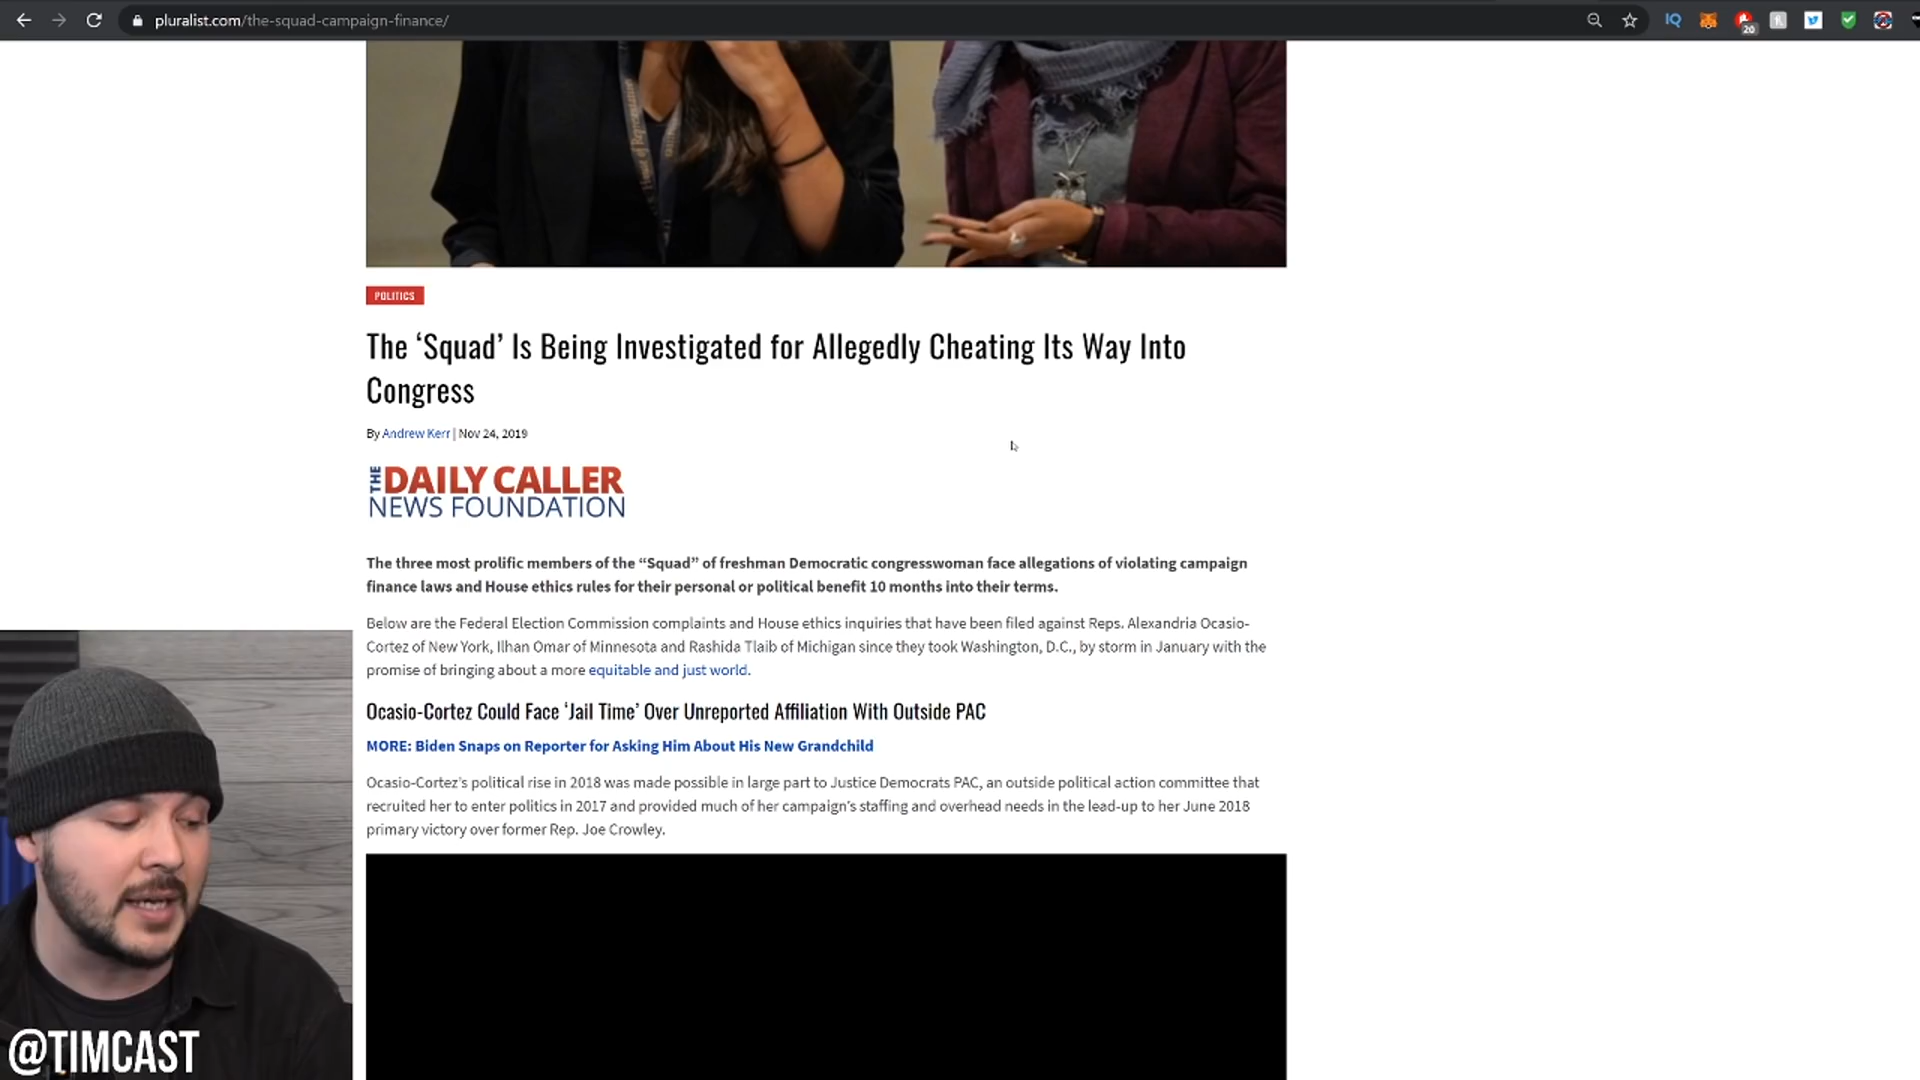 pluralist.com/the-squad-campaign-finance/
IQ
20
POLITICS
The ‘Squad’ Is Being Investigated for Allegedly Cheating Its Way Into
Congress
By Andrew Kerr | Nov 24, 2019
THE DAILY CALLER
NEWS FOUNDATION
The three most prolific members of the “Squad” of freshman Democratic congresswoman face allegations of violating campaign
finance laws and House ethics rules for their personal or political benefit 10 months into their terms.
Below are the Federal Election Commission complaints and House ethics inquiries that have been filed against Reps. Alexandria Ocasio-
Cortez of New York, Ilhan Omar of Minnesota and Rashida Tlaib of Michigan since they took Washington, D.C., by storm in January with the
promise of bringing about a more equitable and just world.
Ocasio-Cortez Could Face ‘Jail Time’ Over Unreported Affiliation With Outside PAC
MORE: Biden Snaps on Reporter for Asking Him About His New Grandchild
Ocasio-Cortez’s political rise in 2018 was made possible in large part to Justice Democrats PAC, an outside political action committee that
recruited her to enter politics in 2017 and provided much of her campaign’s staffing and overhead needs in the lead-up to her June 2018
primary victory over former Rep. Joe Crowley.
@TIMCAST